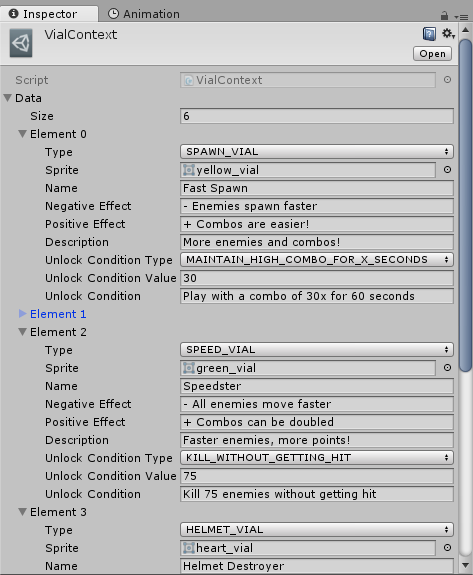 Inspector Animation
VialContext
Open
Script VialContext
Data
Size 6
Element 0
Type SPAWN_VIAL
Sprite yellow_vial
Name Fast Spawn
Negative Effect - Enemies spawn faster
Positive Effect + Combos are easier!
Description More enemies and combos!
Unlock Condition Type MAINTAIN_HIGH_COMBO_FOR_X_SECONDS
Unlock Condition Value 30
Unlock Condition Play with a combo of 30x for 60 seconds
Element 1
Element 2
Type SPEED_VIAL
Sprite green_vial
Name Speedster
Negative Effect - All enemies move faster
Positive Effect + Combos can be doubled
Description Faster enemies, more points!
Unlock Condition Type KILL_WITHOUT_GETTING_HIT
Unlock Condition Value 75
Unlock Condition Kill 75 enemies without getting hit
Element 3
Type HELMET_VIAL
Sprite heart_vial
Name Helmet Destroyer